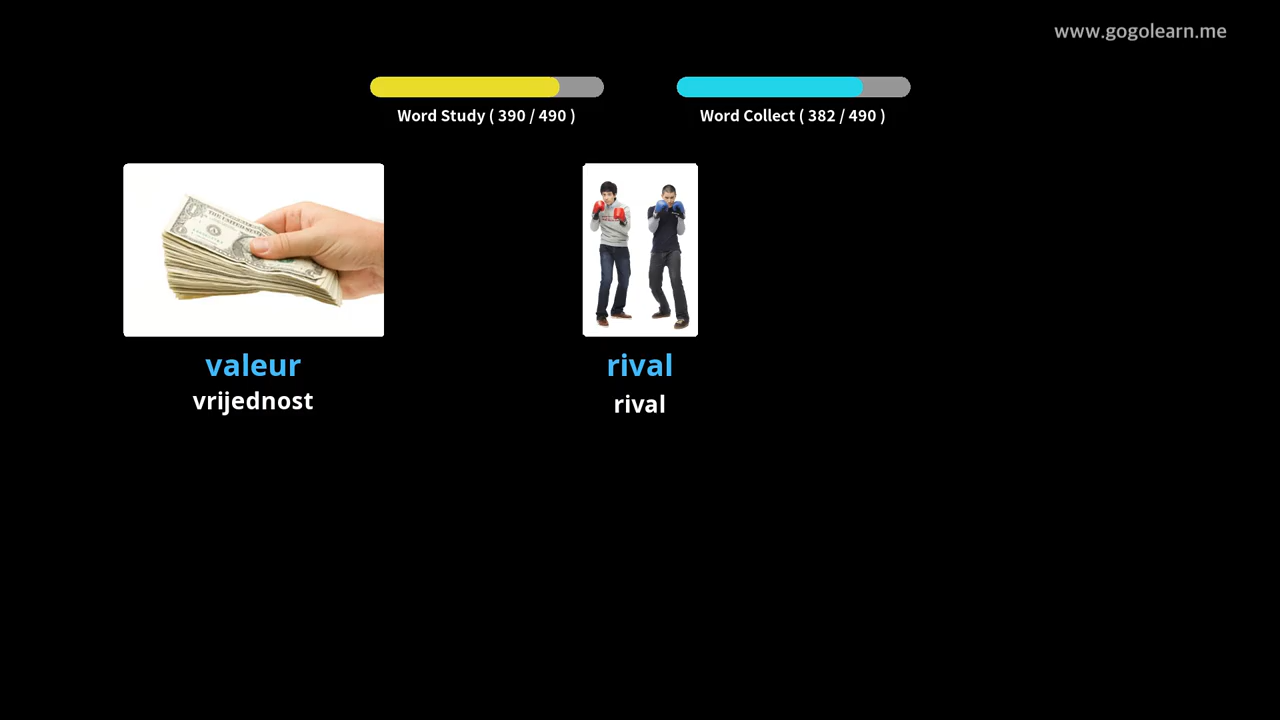 www.gogolearn.me
Word Study ( 390 / 490 )
Word Collect ( 382 / 490 )
valeur
vrijednost
rival
rival